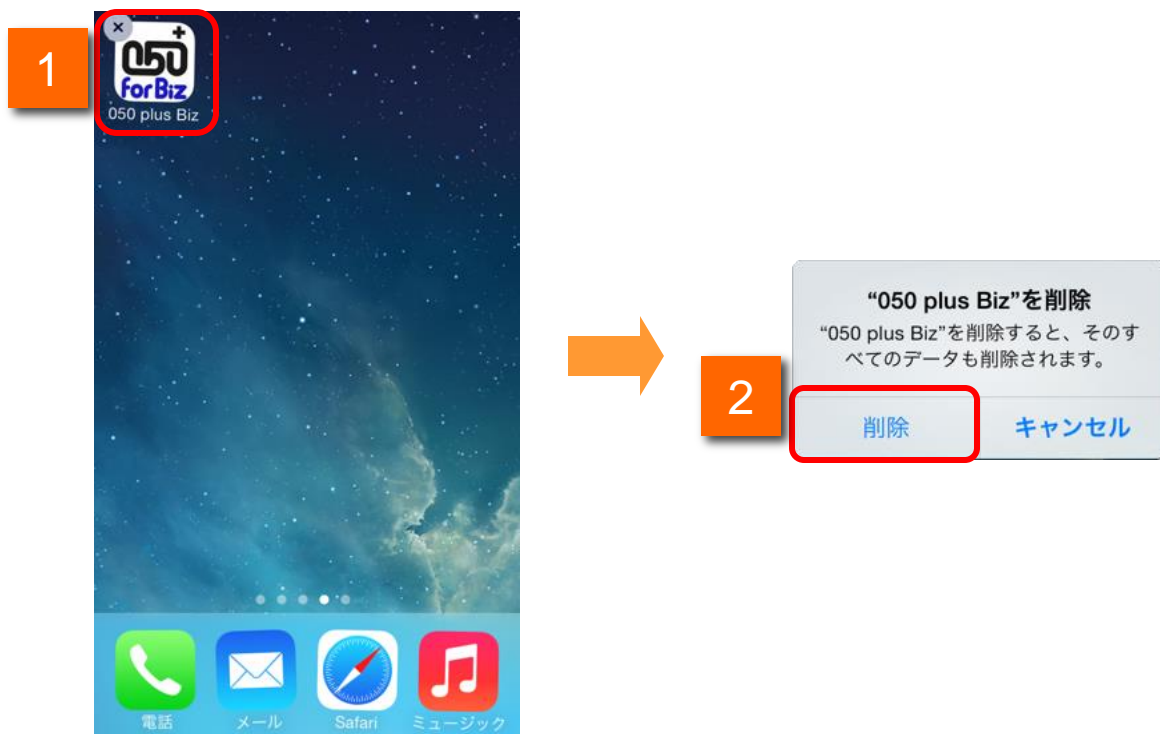 1
050+
for Biz
050 plus Biz
電話
メール
Safari
ミュージック
2
“050 plus Biz”を削除
“050 plus Biz”を削除すると、そのす
べてのデータも削除されます。
削除
キャンセル